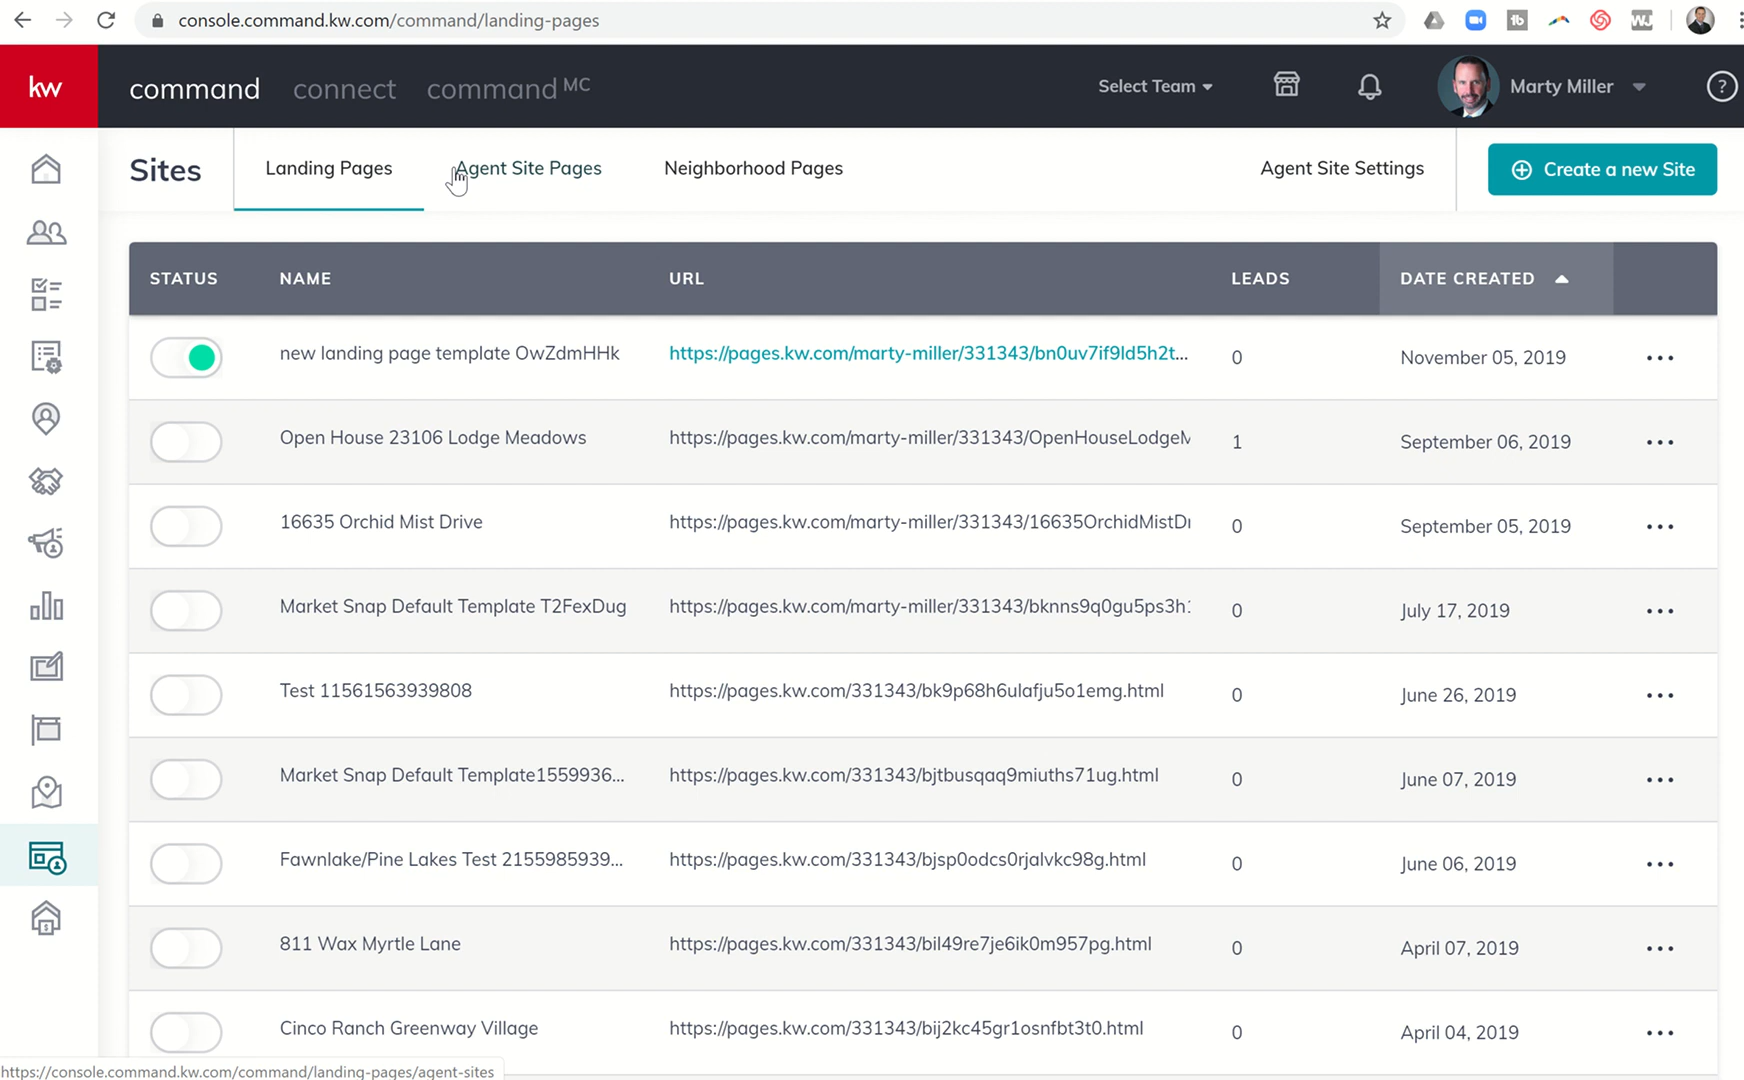 console.command.kw.com/command/landing-pages
kw command connect command MC Select Team Marty Miller ?
Sites Landing Pages Agent Site Pages Neighborhood Pages Agent Site Settings Create a new Site
STATUS NAME URL LEADS DATE CREATED
new landing page template OwZdmHHk https://pages.kw.com/marty-miller/331343/bn0uv7if9ld5h2t... 0 November 05, 2019
Open House 23106 Lodge Meadows https://pages.kw.com/marty-miller/331343/OpenHouseLodgeM 1 September 06, 2019
16635 Orchid Mist Drive https://pages.kw.com/marty-miller/331343/16635OrchidMistDr 0 September 05, 2019
Market Snap Default Template T2FexDug https://pages.kw.com/marty-miller/331343/bknns9q0gu5ps3h1 0 July 17, 2019
Test 11561563939808 https://pages.kw.com/331343/bk9p68h6ulafju5o1emg.html 0 June 26, 2019
Market Snap Default Template1559936... https://pages.kw.com/331343/bjtbusqaq9miuths71ug.html 0 June 07, 2019
Fawnlake/Pine Lakes Test 2155985939... https://pages.kw.com/331343/bjsp0odcs0rjalvkc98g.html 0 June 06, 2019
811 Wax Myrtle Lane https://pages.kw.com/331343/bil49re7je6ik0m957pg.html 0 April 07, 2019
Cinco Ranch Greenway Village https://pages.kw.com/331343/bij2kc45gr1osnfbt3t0.html 0 April 04, 2019
https://console.command.kw.com/command/landing-pages/agent-sites